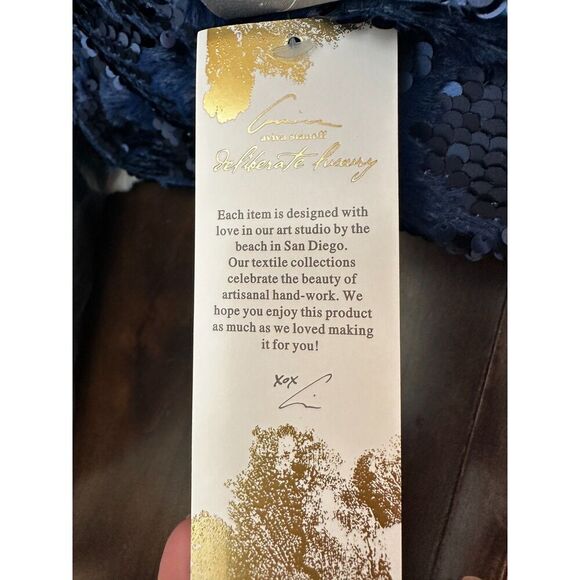 aviva stanoff
deliberate luxury
Each item is designed with
love in our art studio by the
beach in San Diego.
Our textile collections
celebrate the beauty of
artisanal hand-work. We
hope you enjoy this product
as much as we loved making
it for you!
xox